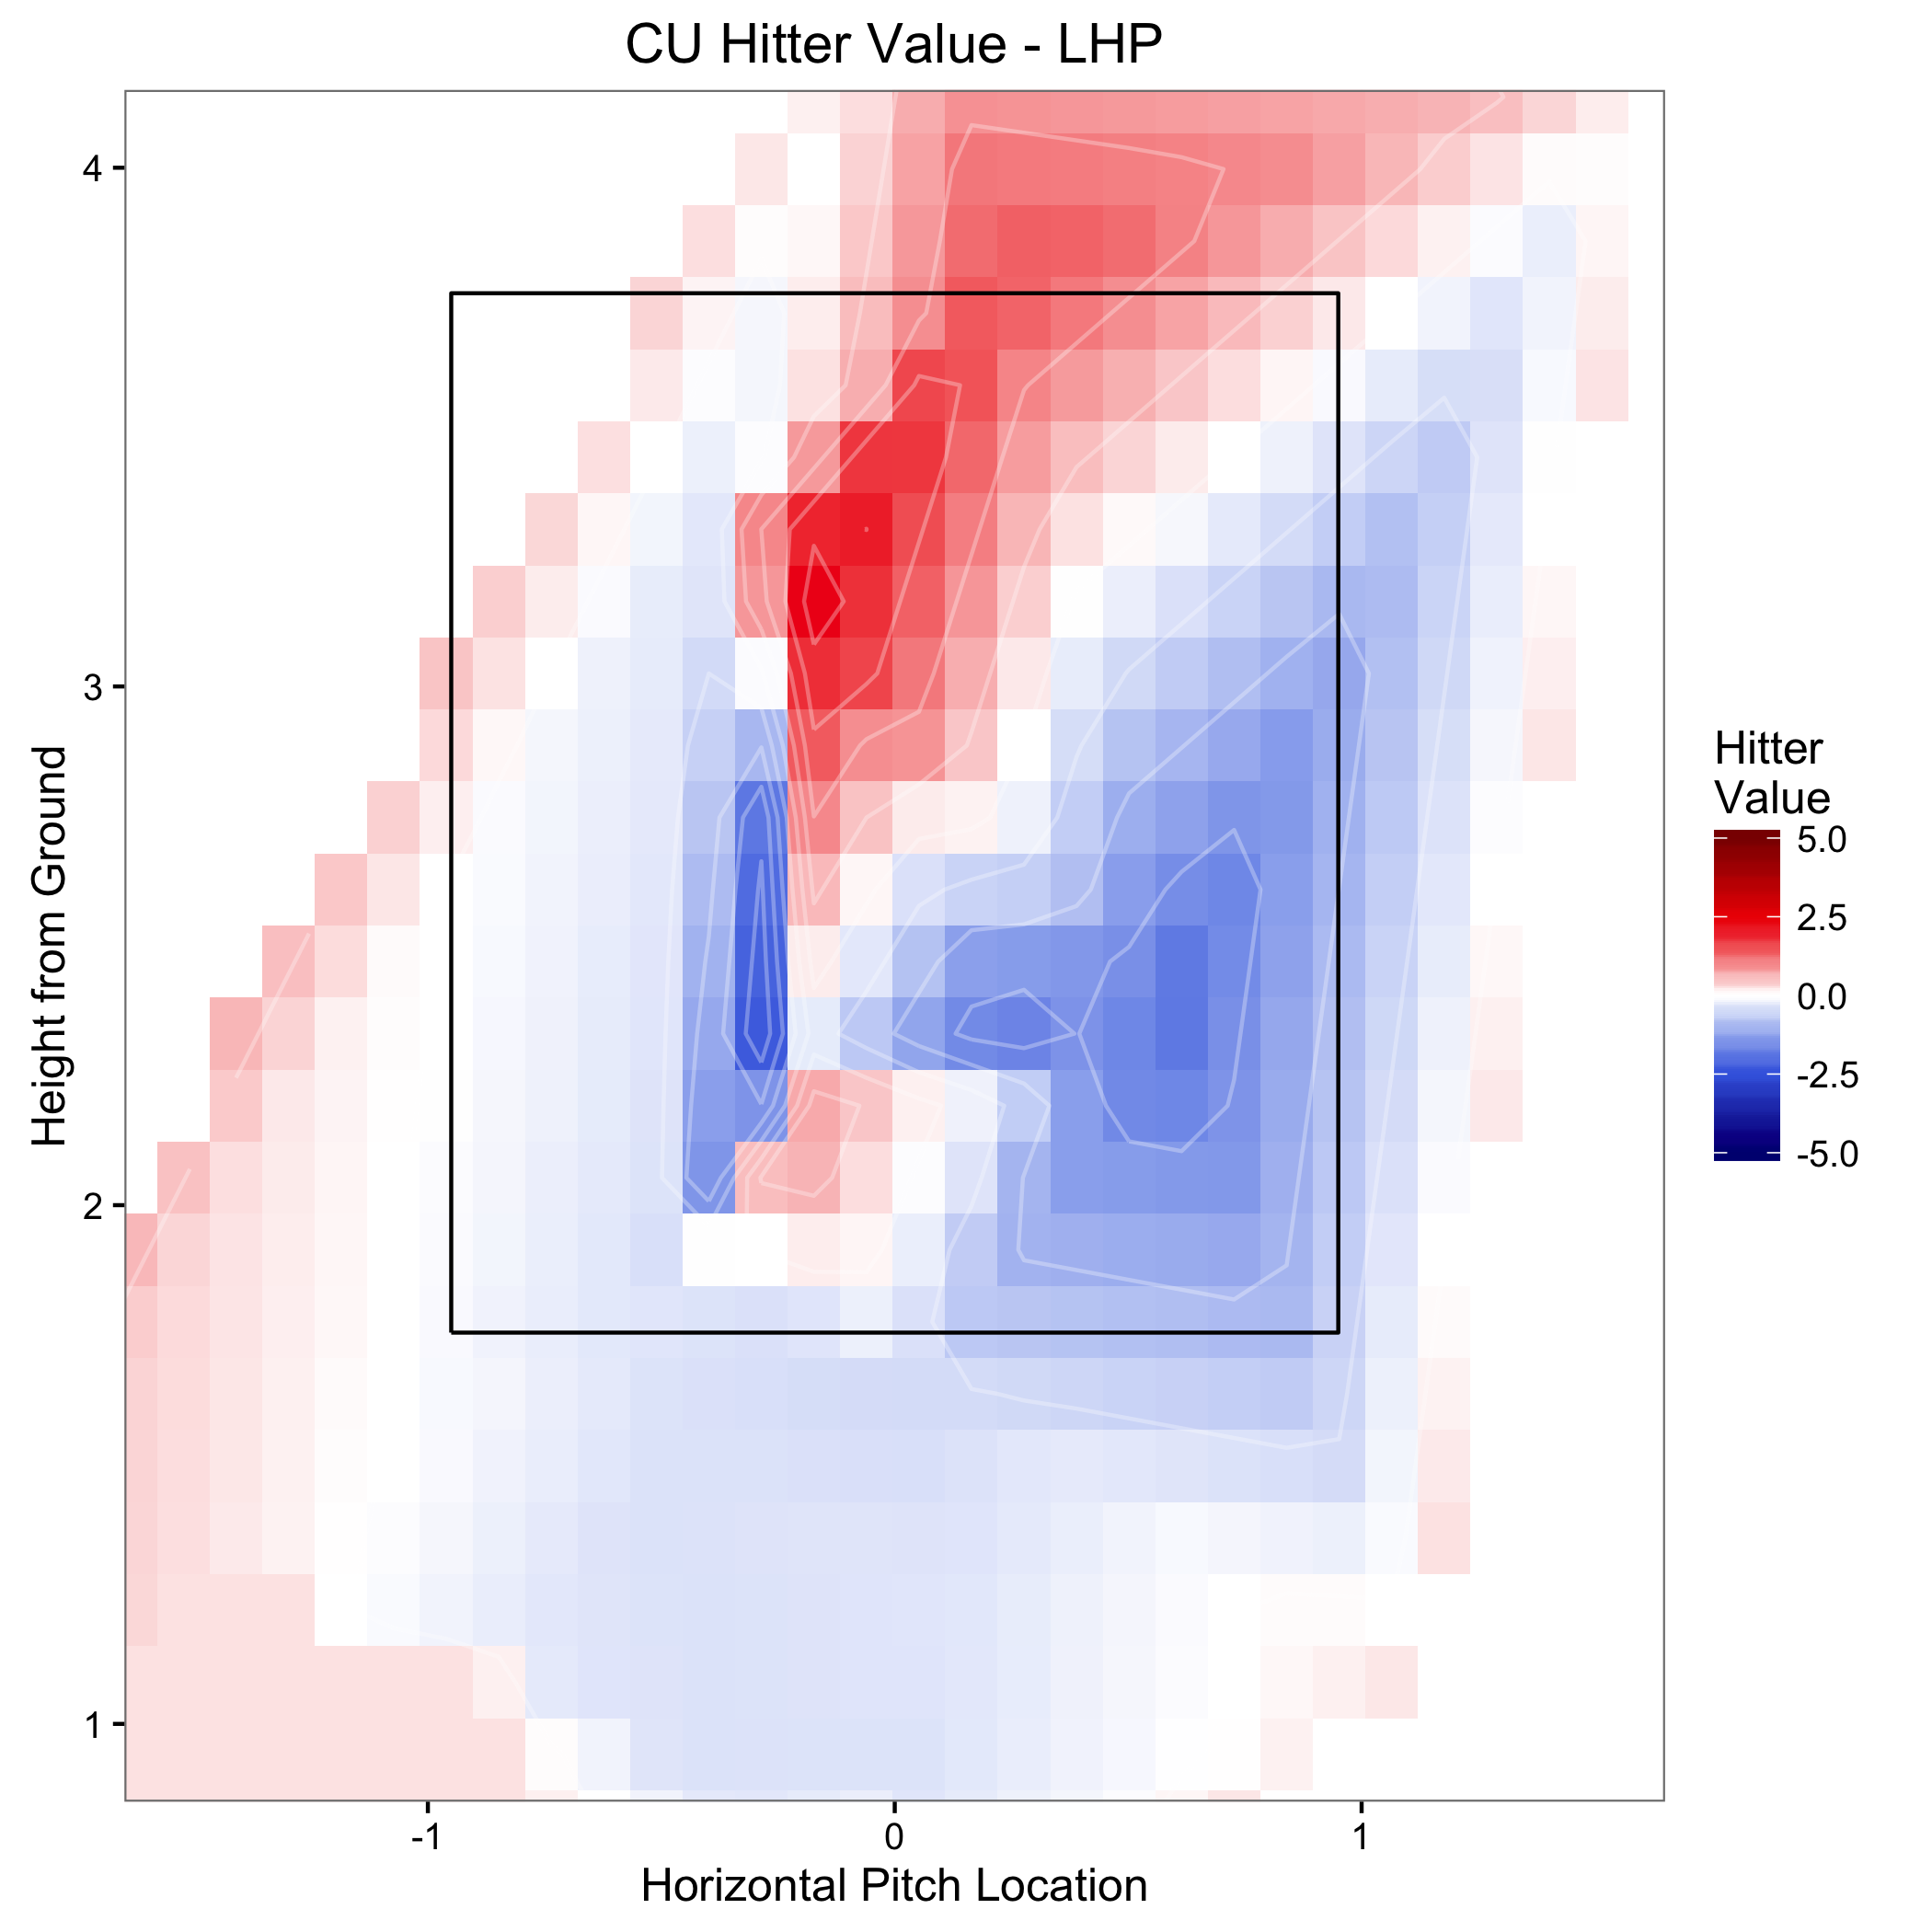 CU Hitter Value - LHP
4
3
2
1
Height from Ground
-1
0
1
Horizontal Pitch Location
Hitter
Value
5.0
2.5
0.0
-2.5
-5.0